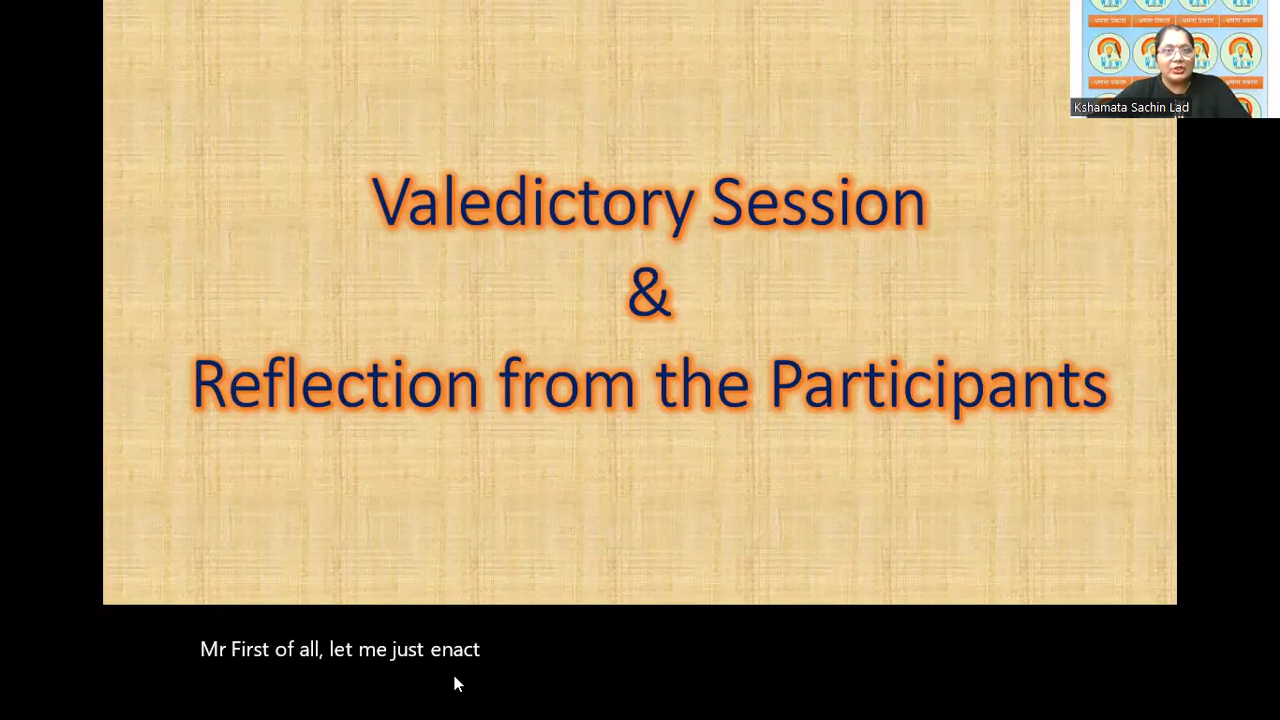 Valedictory Session
&
Reflection from the Participants
Kshamata Sachin Lad
Mr First of all, let me just enact